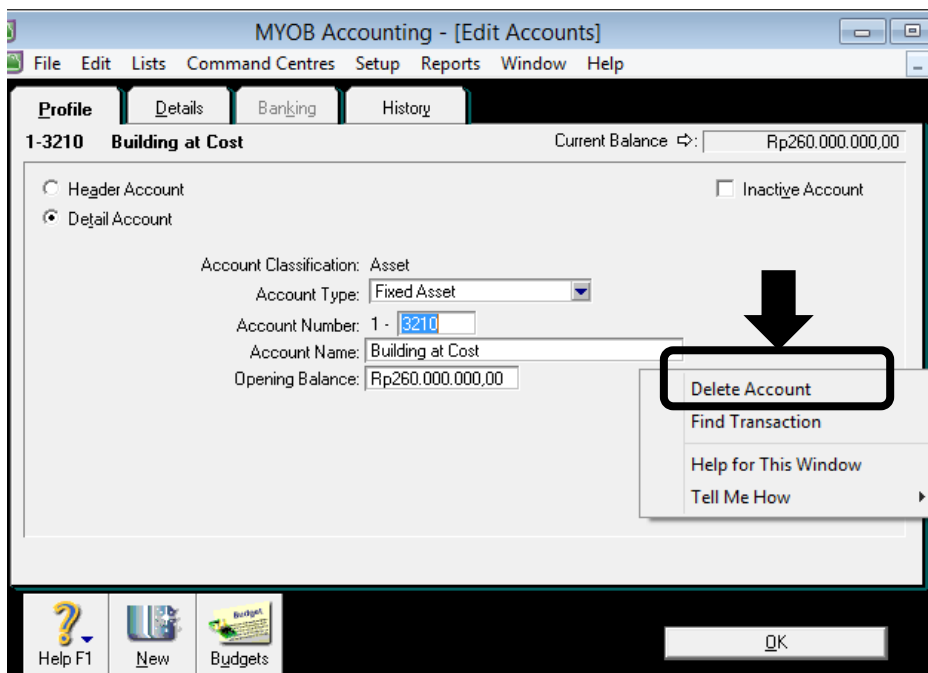 MYOB Accounting - [Edit Accounts]
File Edit Lists Command Centres Setup Reports Window Help
Profile Details Banking History
1-3210 Building at Cost Current Balance ➪: Rp260.000.000,00
Header Account Inactive Account
Detail Account
Account Classification: Asset
Account Type: Fixed Asset
Account Number: 1 - 3210
Account Name: Building at Cost
Opening Balance: Rp260.000.000,00
Delete Account
Find Transaction
Help for This Window
Tell Me How
Budget
Help F1 New Budgets OK